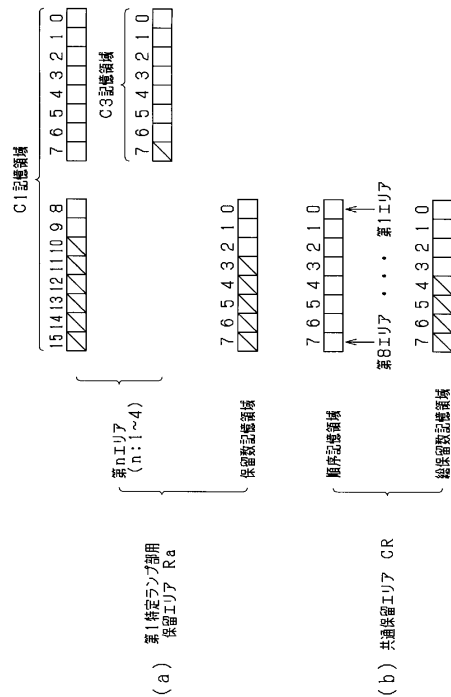 (a) 第1特定ランプ部用
保留エリア Ra
第nエリア
(n:1~4)
C1記憶領域
15 14 13 12 11 10 9 8
7 6 5 4 3 2 1 0
C3記憶領域
7 6 5 4 3 2 1 0
保留数記憶領域
7 6 5 4 3 2 1 0
(b) 共通保留エリア CR
順序記憶領域
7 6 5 4 3 2 1 0
第8エリア ・・・ 第1エリア
総保留数記憶領域
7 6 5 4 3 2 1 0